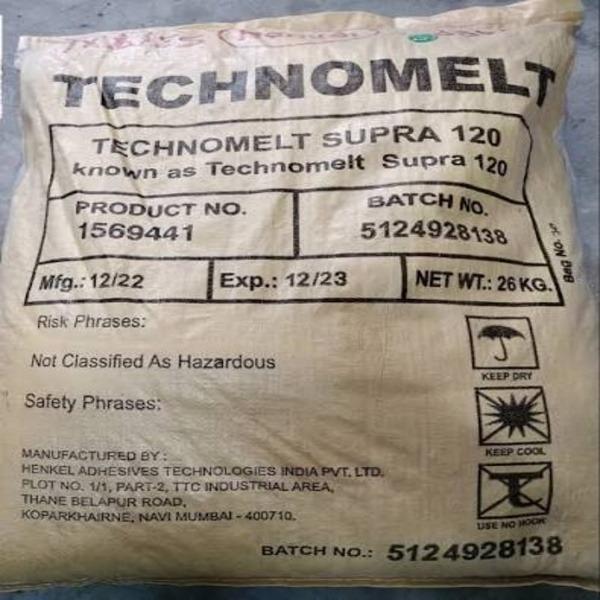 TECHNOMELT
TECHNOMELT SUPRA 120
known as Technomelt Supra 120
PRODUCT NO.
1569441
BATCH NO.
5124928138
Mfg.: 12/22
Exp.: 12/23
NET WT.: 26 KG.
Bag No.
Risk Phrases:
Not Classified As Hazardous
Safety Phrases:
KEEP DRY
KEEP COOL
USE NO HOOK
MANUFACTURED BY :
HENKEL ADHESIVES TECHNOLOGIES INDIA PVT. LTD.
PLOT NO. 1/1, PART-2, TTC INDUSTRIAL AREA,
THANE BELAPUR ROAD,
KOPARKHAIRNE, NAVI MUMBAI - 400710.
BATCH NO.: 5124928138